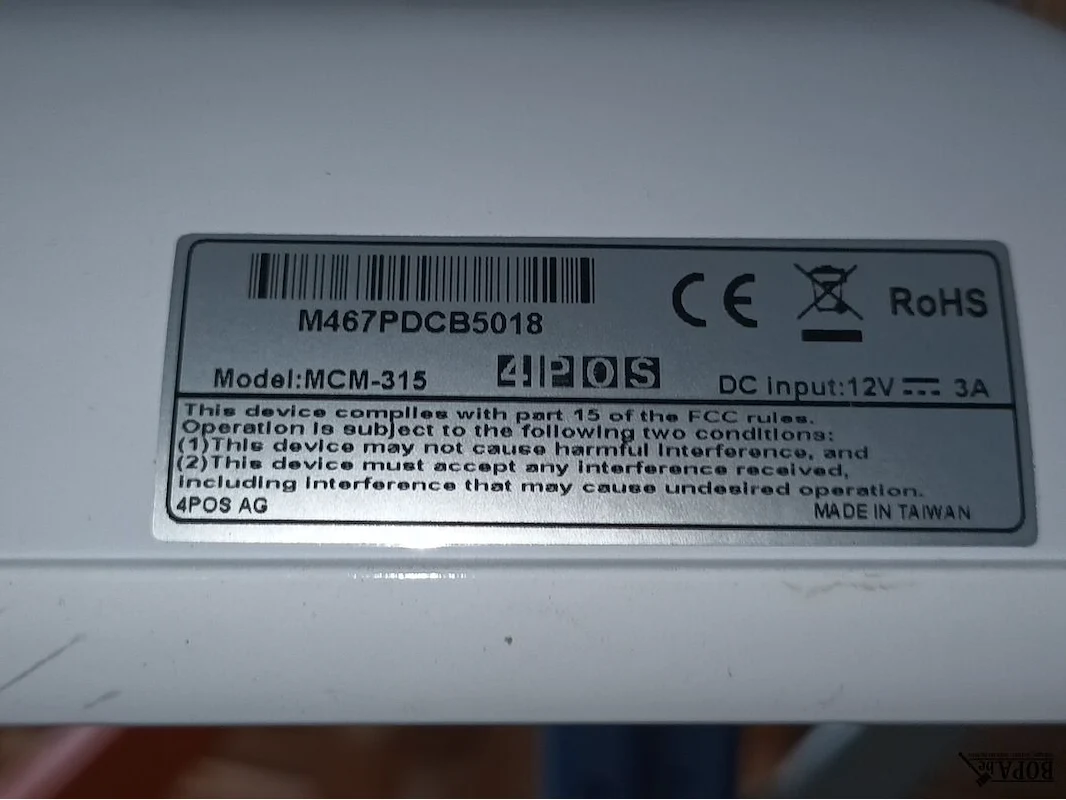 M467PDCB5018
CE
RoHS
Model:MCM-315
4POS
DC input:12V 3A
This device complies with part 15 of the FCC rules.
Operation is subject to the following two conditions:
(1)This device may not cause harmful interference, and
(2)This device must accept any interference received,
including interference that may cause undesired operation.
4POS AG
MADE IN TAIWAN
BOPA.be